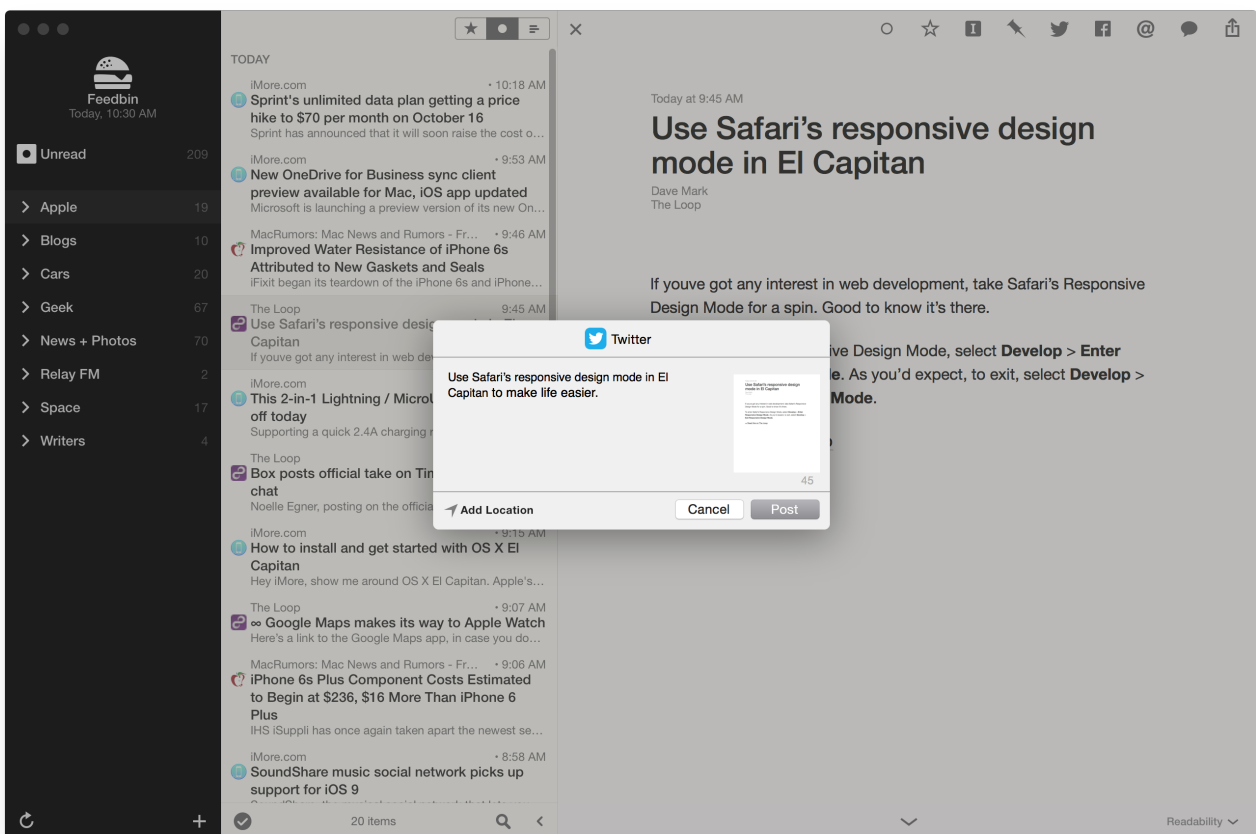 Feedbin
Today, 10:30 AM
Unread 209
Apple 19
Blogs 10
Cars 20
Geek 67
News + Photos 70
Relay FM 2
Space 17
Writers 4
TODAY
iMore.com • 10:18 AM
Sprint's unlimited data plan getting a price
hike to $70 per month on October 16
Sprint has announced that it will soon raise the cost o...
iMore.com • 9:53 AM
New OneDrive for Business sync client
preview available for Mac, iOS app updated
Microsoft is launching a preview version of its new On...
MacRumors: Mac News and Rumors - Fr... • 9:46 AM
Improved Water Resistance of iPhone 6s
Attributed to New Gaskets and Seals
iFixit began its teardown of the iPhone 6s and iPhone...
The Loop 9:45 AM
Use Safari’s responsive
Capitan
If youve got any interest in web
iMore.com
This 2-in-1 Lightning /
off today
Supporting a quick 2.4A charging
The Loop
Box posts official take on
chat
Noelle Egner, posting on the
iMore.com • 9:15 AM
How to install and get started with OS X El
Capitan
Hey iMore, show me around OS X El Capitan. Apple's...
The Loop • 9:07 AM
∞ Google Maps makes its way to Apple Watch
Here’s a link to the Google Maps app, in case you do...
MacRumors: Mac News and Rumors - Fr... • 9:06 AM
iPhone 6s Plus Component Costs Estimated
to Begin at $236, $16 More Than iPhone 6
Plus
IHS iSuppli has once again taken apart the newest se...
iMore.com • 8:58 AM
SoundShare music social network picks up
support for iOS 9
20 items
Today at 9:45 AM
Use Safari’s responsive design
mode in El Capitan
Dave Mark
The Loop
If youve got any interest in web development, take Safari’s Responsive
Design Mode for a spin. Good to know it’s there.
Design Mode, select Develop > Enter
As you’d expect, to exit, select Develop >
Mode.
Twitter
Use Safari’s responsive design mode in El
Capitan to make life easier.
Use Safari’s responsive design
mode in El Capitan
45
Add Location
Cancel
Post
Readability